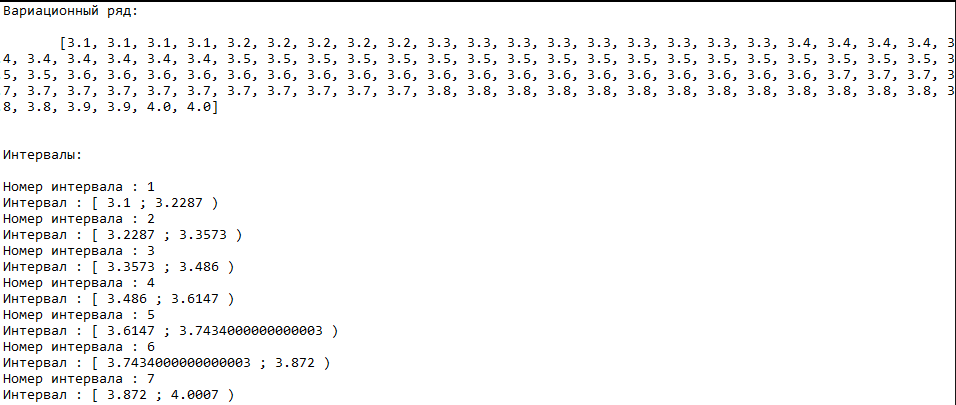 Вариационный ряд:
[3.1, 3.1, 3.1, 3.1, 3.2, 3.2, 3.2, 3.2, 3.2, 3.3, 3.3, 3.3, 3.3, 3.3, 3.3, 3.3, 3.3, 3.3, 3.4, 3.4, 3.4, 3.4, 3
4, 3.4, 3.4, 3.4, 3.4, 3.4, 3.5, 3.5, 3.5, 3.5, 3.5, 3.5, 3.5, 3.5, 3.5, 3.5, 3.5, 3.5, 3.5, 3.5, 3.5, 3.5, 3.5, 3.5, 3
5, 3.5, 3.6, 3.6, 3.6, 3.6, 3.6, 3.6, 3.6, 3.6, 3.6, 3.6, 3.6, 3.6, 3.6, 3.6, 3.6, 3.6, 3.6, 3.6, 3.6, 3.7, 3.7, 3.7, 3
7, 3.7, 3.7, 3.7, 3.7, 3.7, 3.7, 3.7, 3.7, 3.7, 3.7, 3.8, 3.8, 3.8, 3.8, 3.8, 3.8, 3.8, 3.8, 3.8, 3.8, 3.8, 3.8, 3.8, 3
8, 3.8, 3.9, 3.9, 4.0, 4.0]
Интервалы:
Номер интервала : 1
Интервал : [ 3.1 ; 3.2287 )
Номер интервала : 2
Интервал : [ 3.2287 ; 3.3573 )
Номер интервала : 3
Интервал : [ 3.3573 ; 3.486 )
Номер интервала : 4
Интервал : [ 3.486 ; 3.6147 )
Номер интервала : 5
Интервал : [ 3.6147 ; 3.7434000000000003 )
Номер интервала : 6
Интервал : [ 3.7434000000000003 ; 3.872 )
Номер интервала : 7
Интервал : [ 3.872 ; 4.0007 )